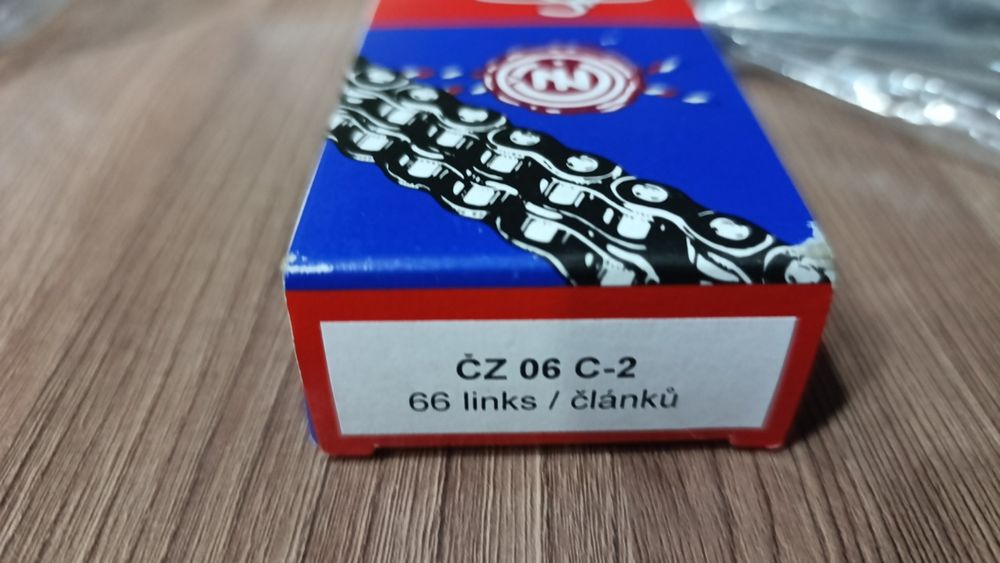 ČZ 06 C-2
66 links / článků